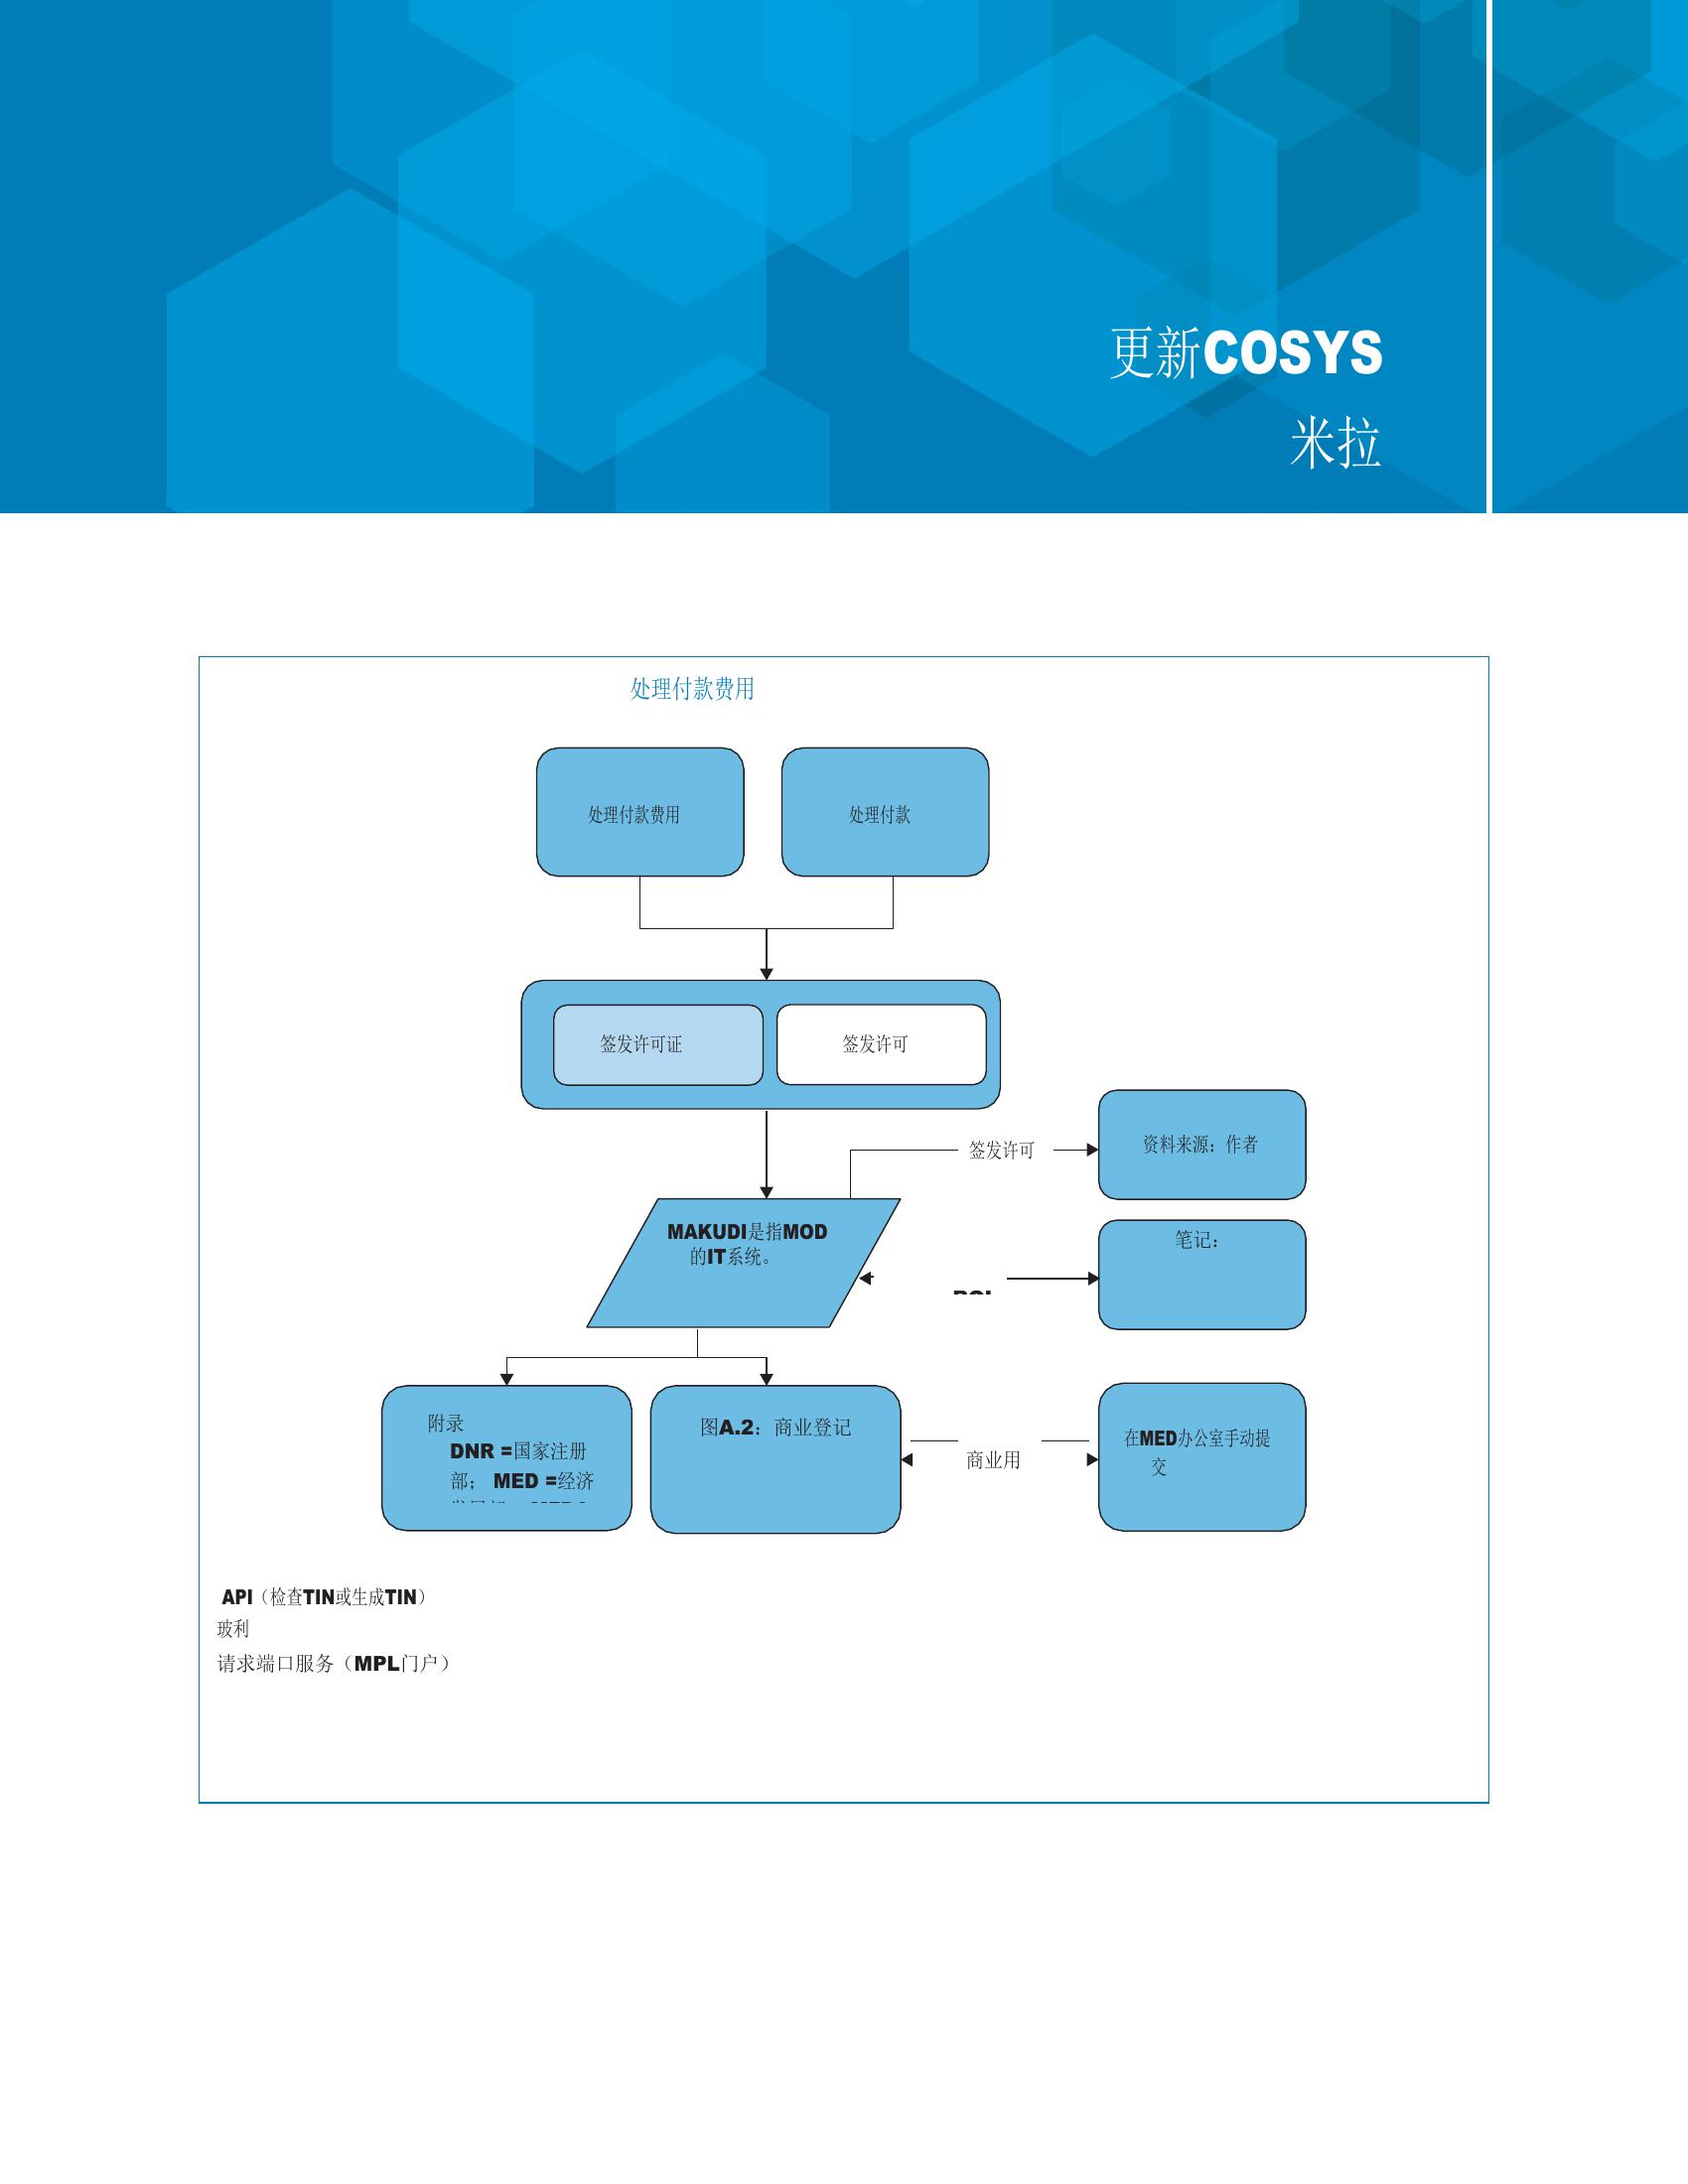 更新COSYS
米拉
处理付款费用
处理付款费用
处理付款
签发许可证
签发许可
签发许可
资料来源：作者
MAKUDI是指MOD
的IT系统。
笔记：
附录
DNR =国家注册
部； MED =经济
图A.2：商业登记
商业用
在MED办公室手动提
交
API（检查TIN或生成TIN）
玻利
请求端口服务（MPL门户）